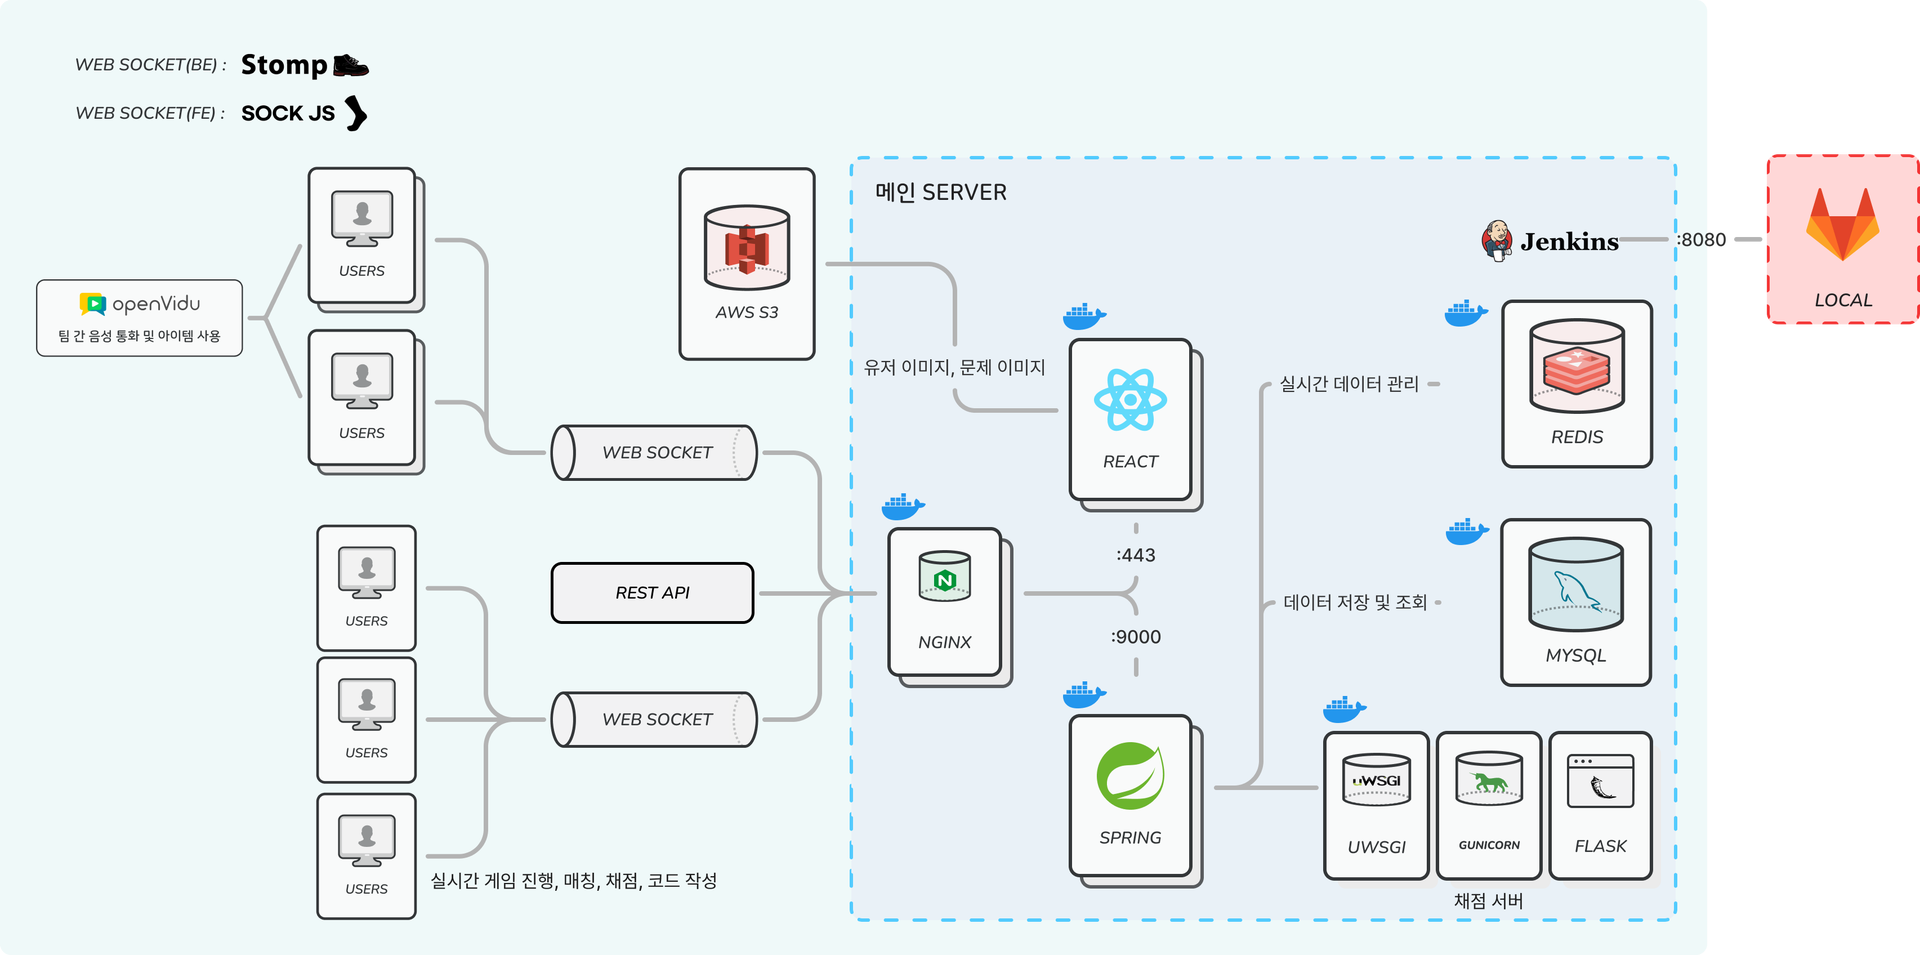 WEB SOCKET(BE) : Stomp
WEB SOCKET(FE) : SOCK JS
openVidu
팀 간 음성 통화 및 아이템 사용
USERS
USERS
USERS
USERS
USERS
실시간 게임 진행, 매칭, 채점, 코드 작성
WEB SOCKET
REST API
WEB SOCKET
AWS S3
메인 SERVER
유저 이미지, 문제 이미지
REACT
NGINX
:443
:9000
SPRING
Jenkins
:8080
LOCAL
실시간 데이터 관리
REDIS
데이터 저장 및 조회
MYSQL
uWSGI
UWSGI
GUNICORN
FLASK
채점 서버